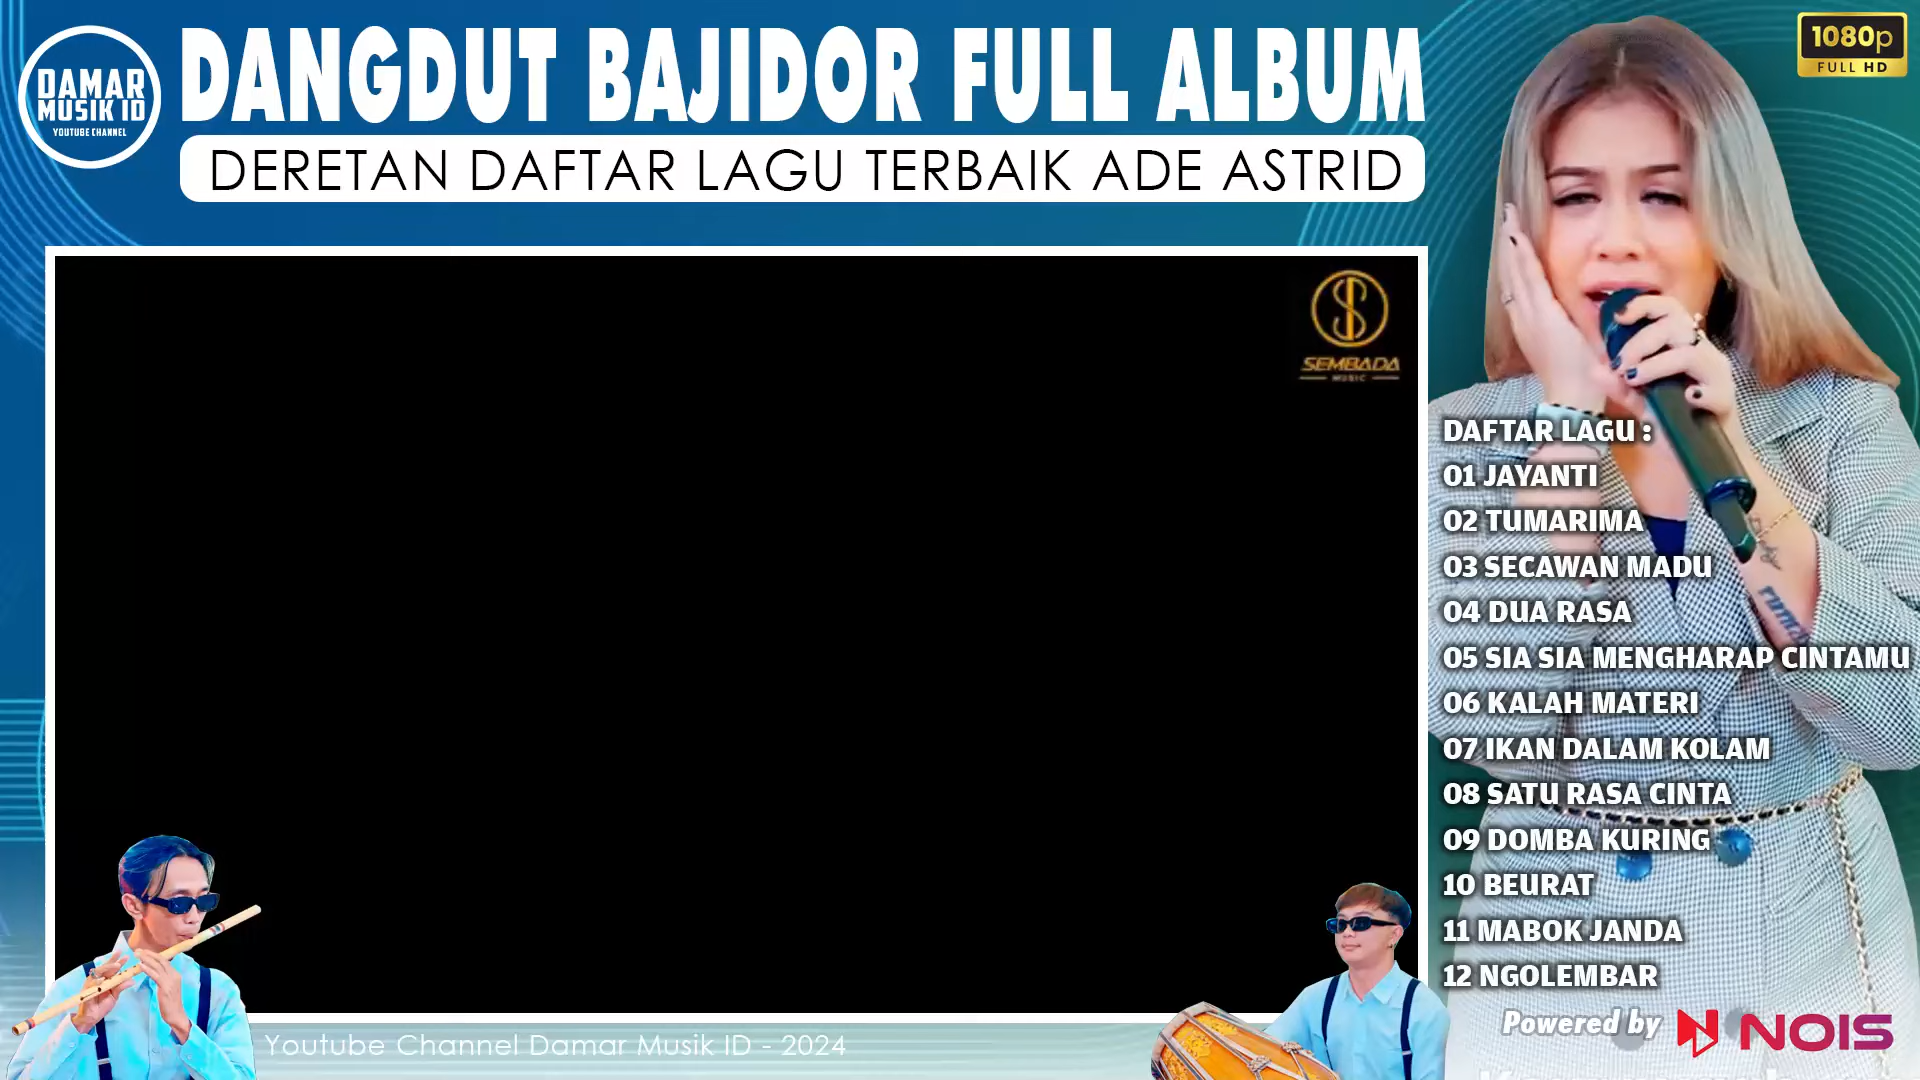 DAMAR
MUSIK ID
YOUTUBE CHANNEL
DANGDUT BAJIDOR FULL ALBUM
DERETAN DAFTAR LAGU TERBAIK ADE ASTRID
1080p
FULL HD
SEMBADA
MUSIC
DAFTAR LAGU :
01 JAYANTI
02 TUMARIMA
03 SECAWAN MADU
04 DUA RASA
05 SIA SIA MENGHARAP CINTAMU
06 KALAH MATERI
07 IKAN DALAM KOLAM
08 SATU RASA CINTA
09 DOMBA KURING
10 BEURAT
11 MABOK JANDA
12 NGOLEMBAR
Powered by NOIS
Youtube Channel Damar Musik ID - 2024